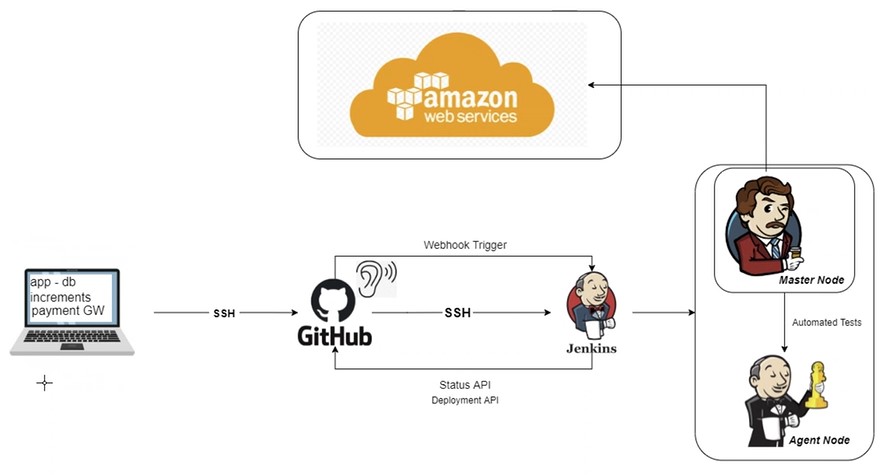 amazon
web services
Webhook Trigger
app - db
increments
payment GW
SSH
GitHub
SSH
Jenkins
Master Node
Automated Tests
Status API
Deployment API
Agent Node